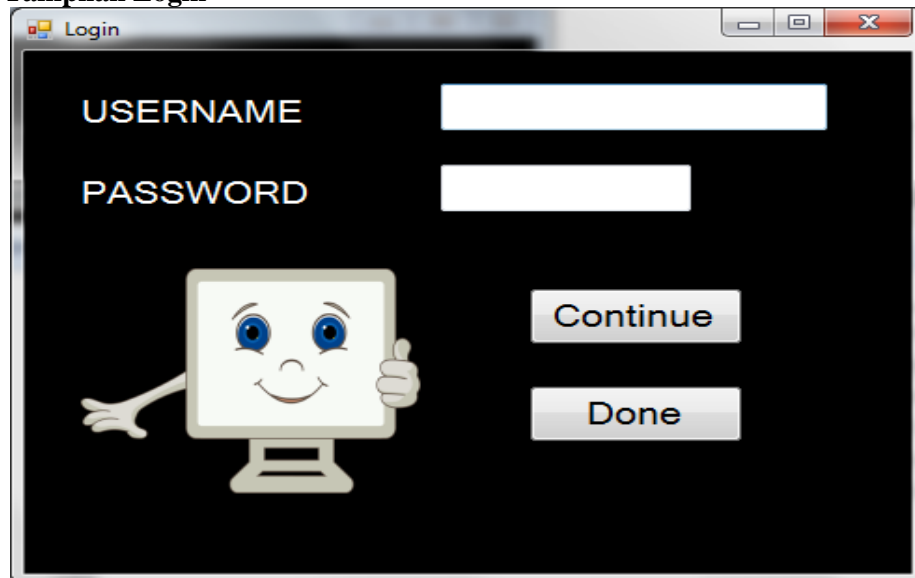 Tampilan Login
Login
USERNAME
PASSWORD
Continue
Done